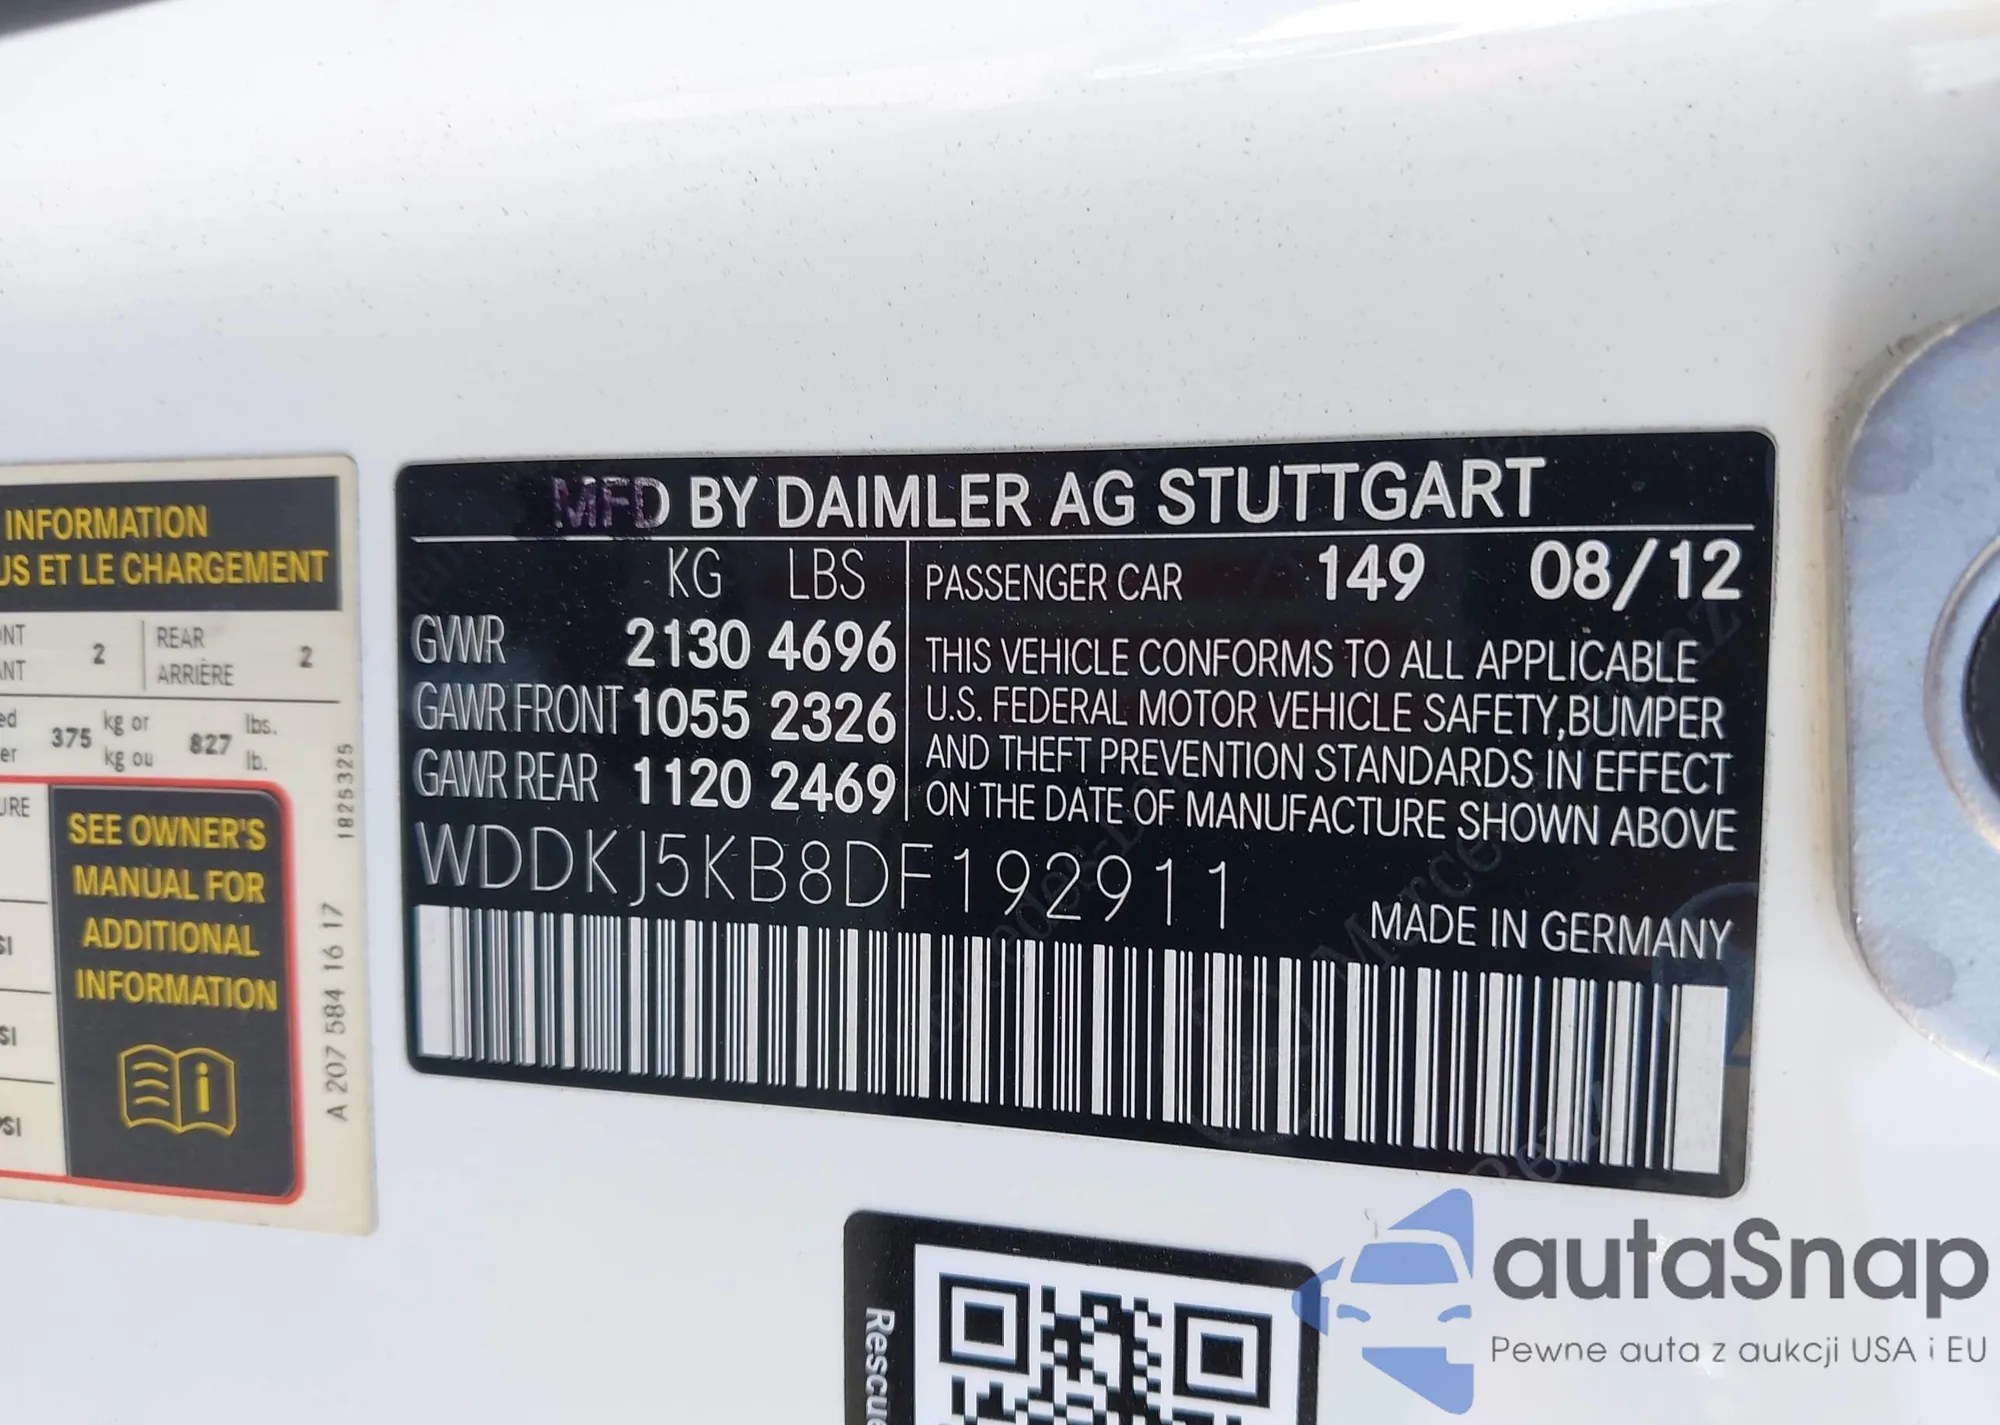 INFORMATION
US ET LE CHARGEMENT
2
REAR
ARRIÈRE
2
375
kg or
kg ou
827
lbs.
lb.
SEE OWNER'S
MANUAL FOR
ADDITIONAL
INFORMATION
1825325
A 207 584 16 17
MFD BY DAIMLER AG STUTTGART
KG LBS
GVWR 2130 4696
GAWR FRONT 1055 2326
GAWR REAR 1120 2469
PASSENGER CAR 149 08/12
THIS VEHICLE CONFORMS TO ALL APPLICABLE
U.S. FEDERAL MOTOR VEHICLE SAFETY,BUMPER
AND THEFT PREVENTION STANDARDS IN EFFECT
ON THE DATE OF MANUFACTURE SHOWN ABOVE
WDDKJ5KB8DF192911
MADE IN GERMANY
Rescue
autaSnap
Pewne auta z aukcji USA i EU